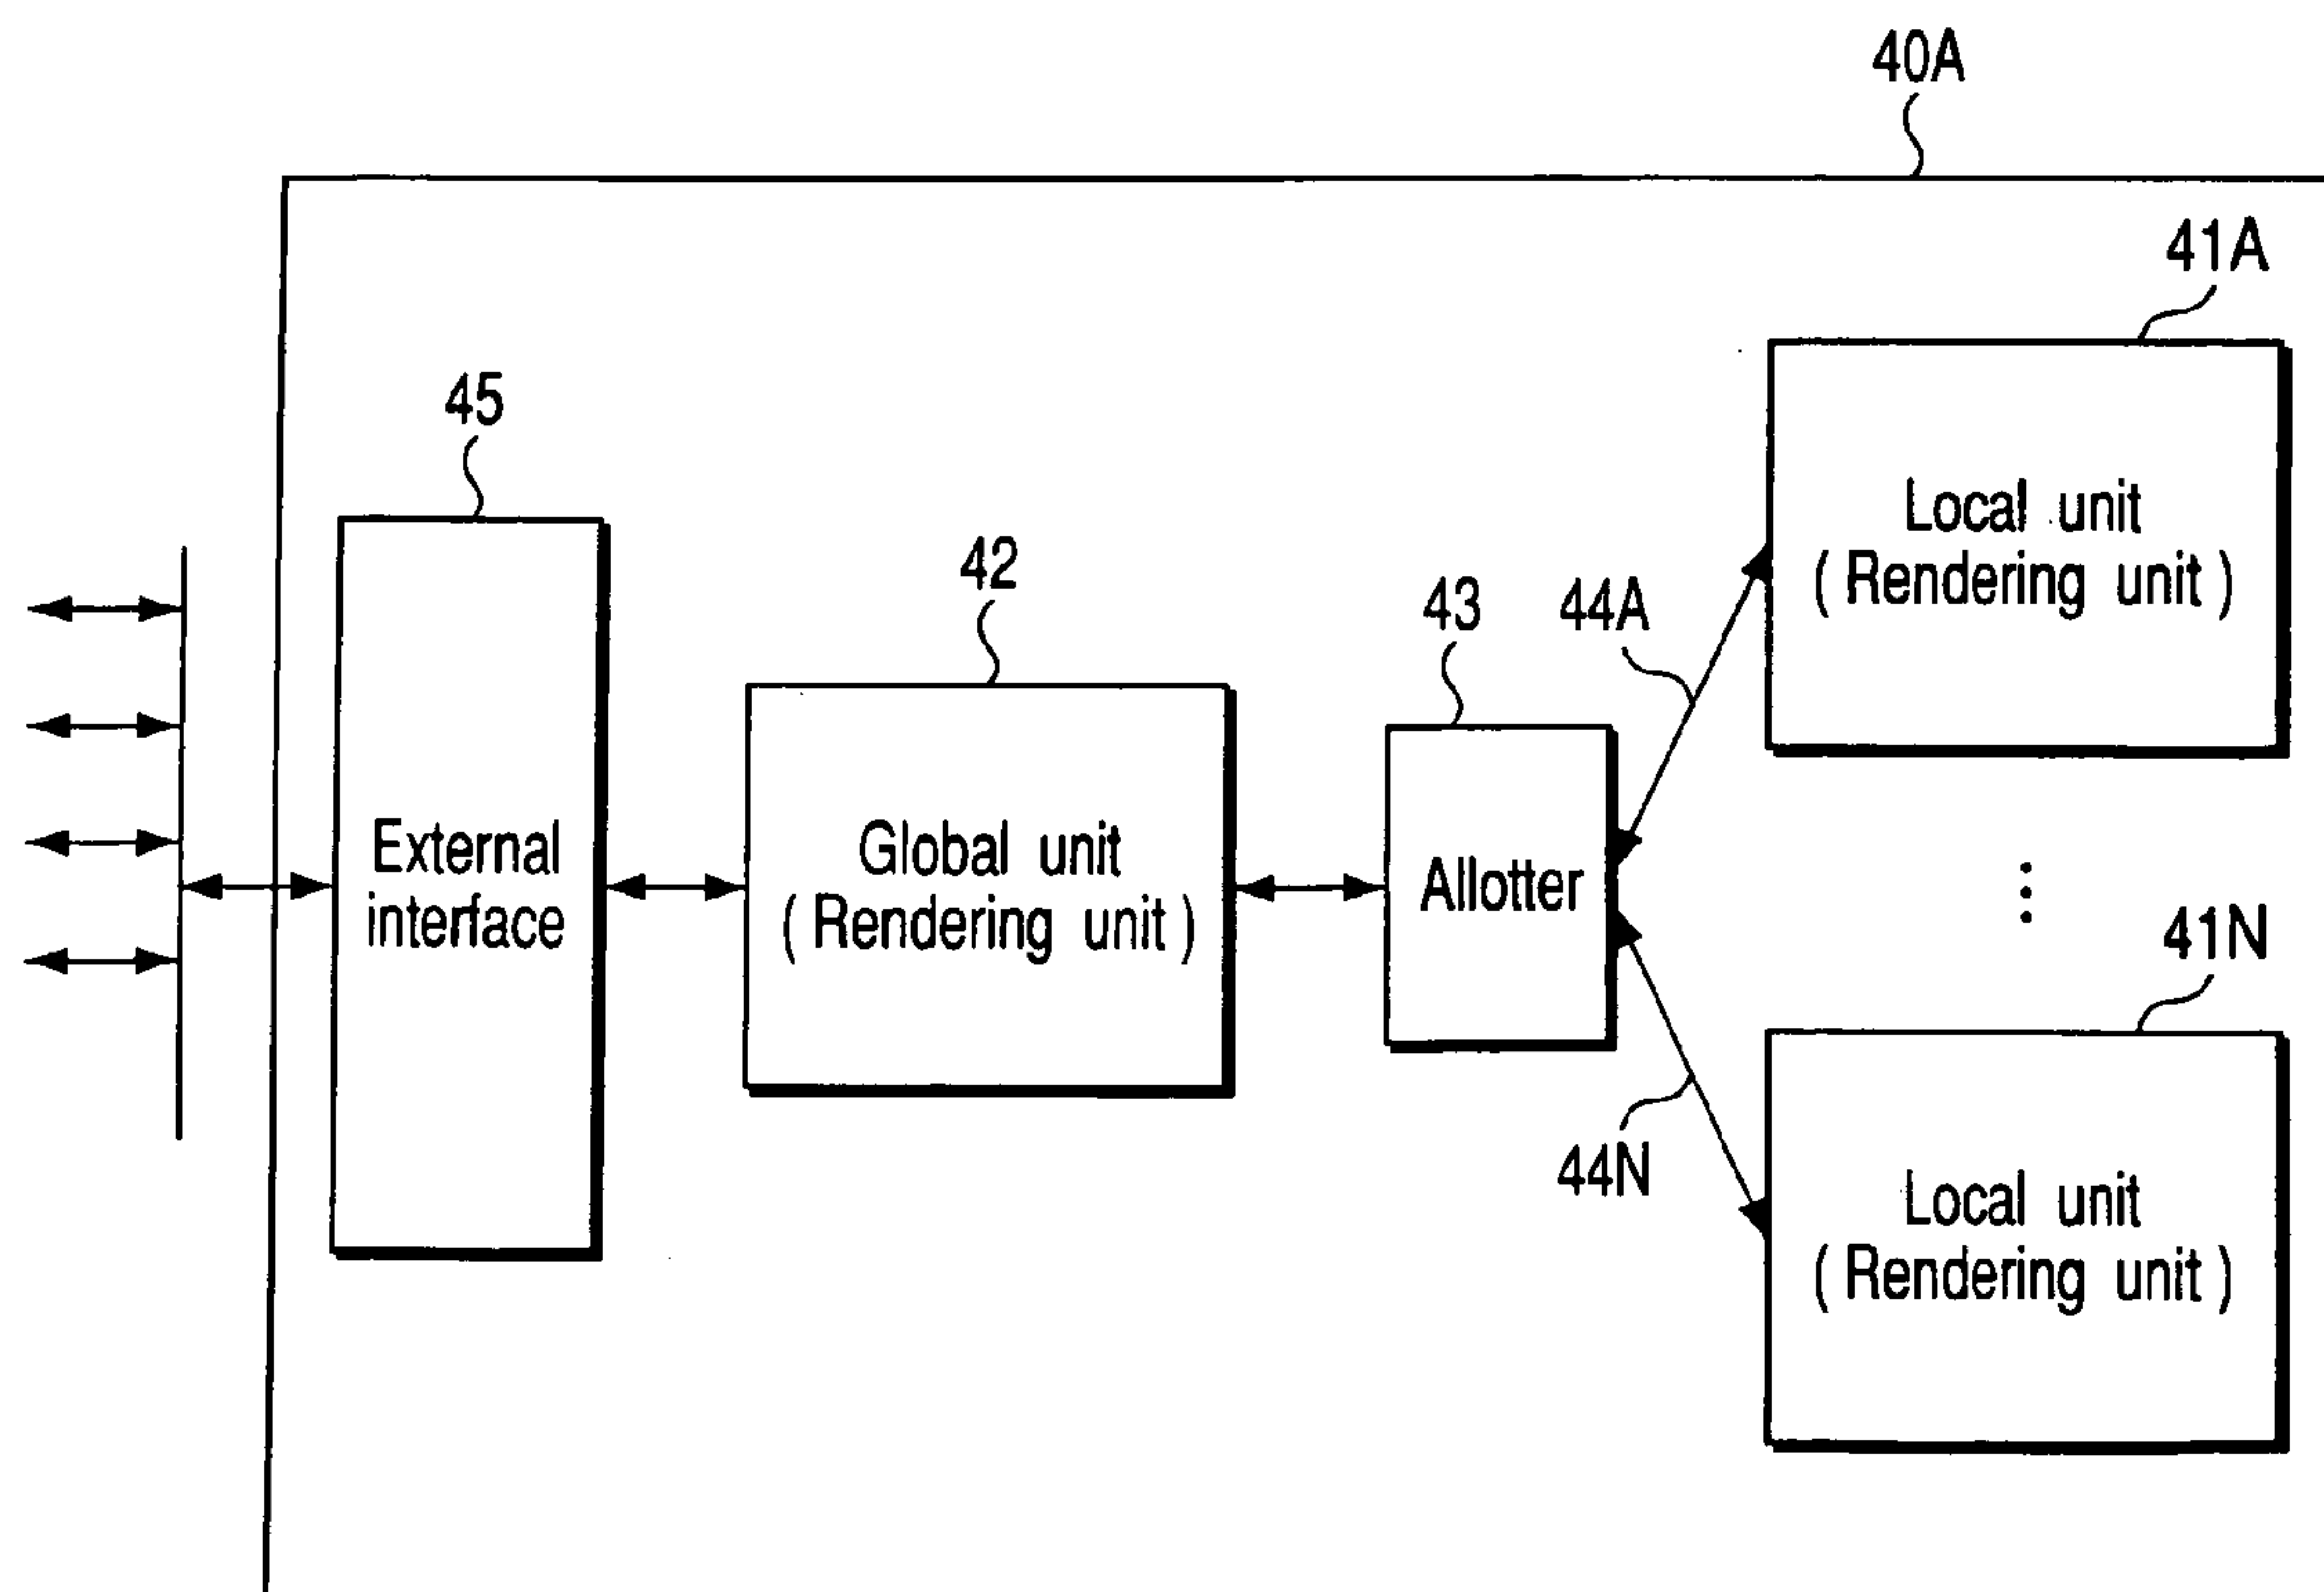 40A
41A
45
42
43
44A
Local unit
( Rendering unit )
External
interface
Global unit
( Rendering unit )
Allotter
41N
44N
Local unit
( Rendering unit )